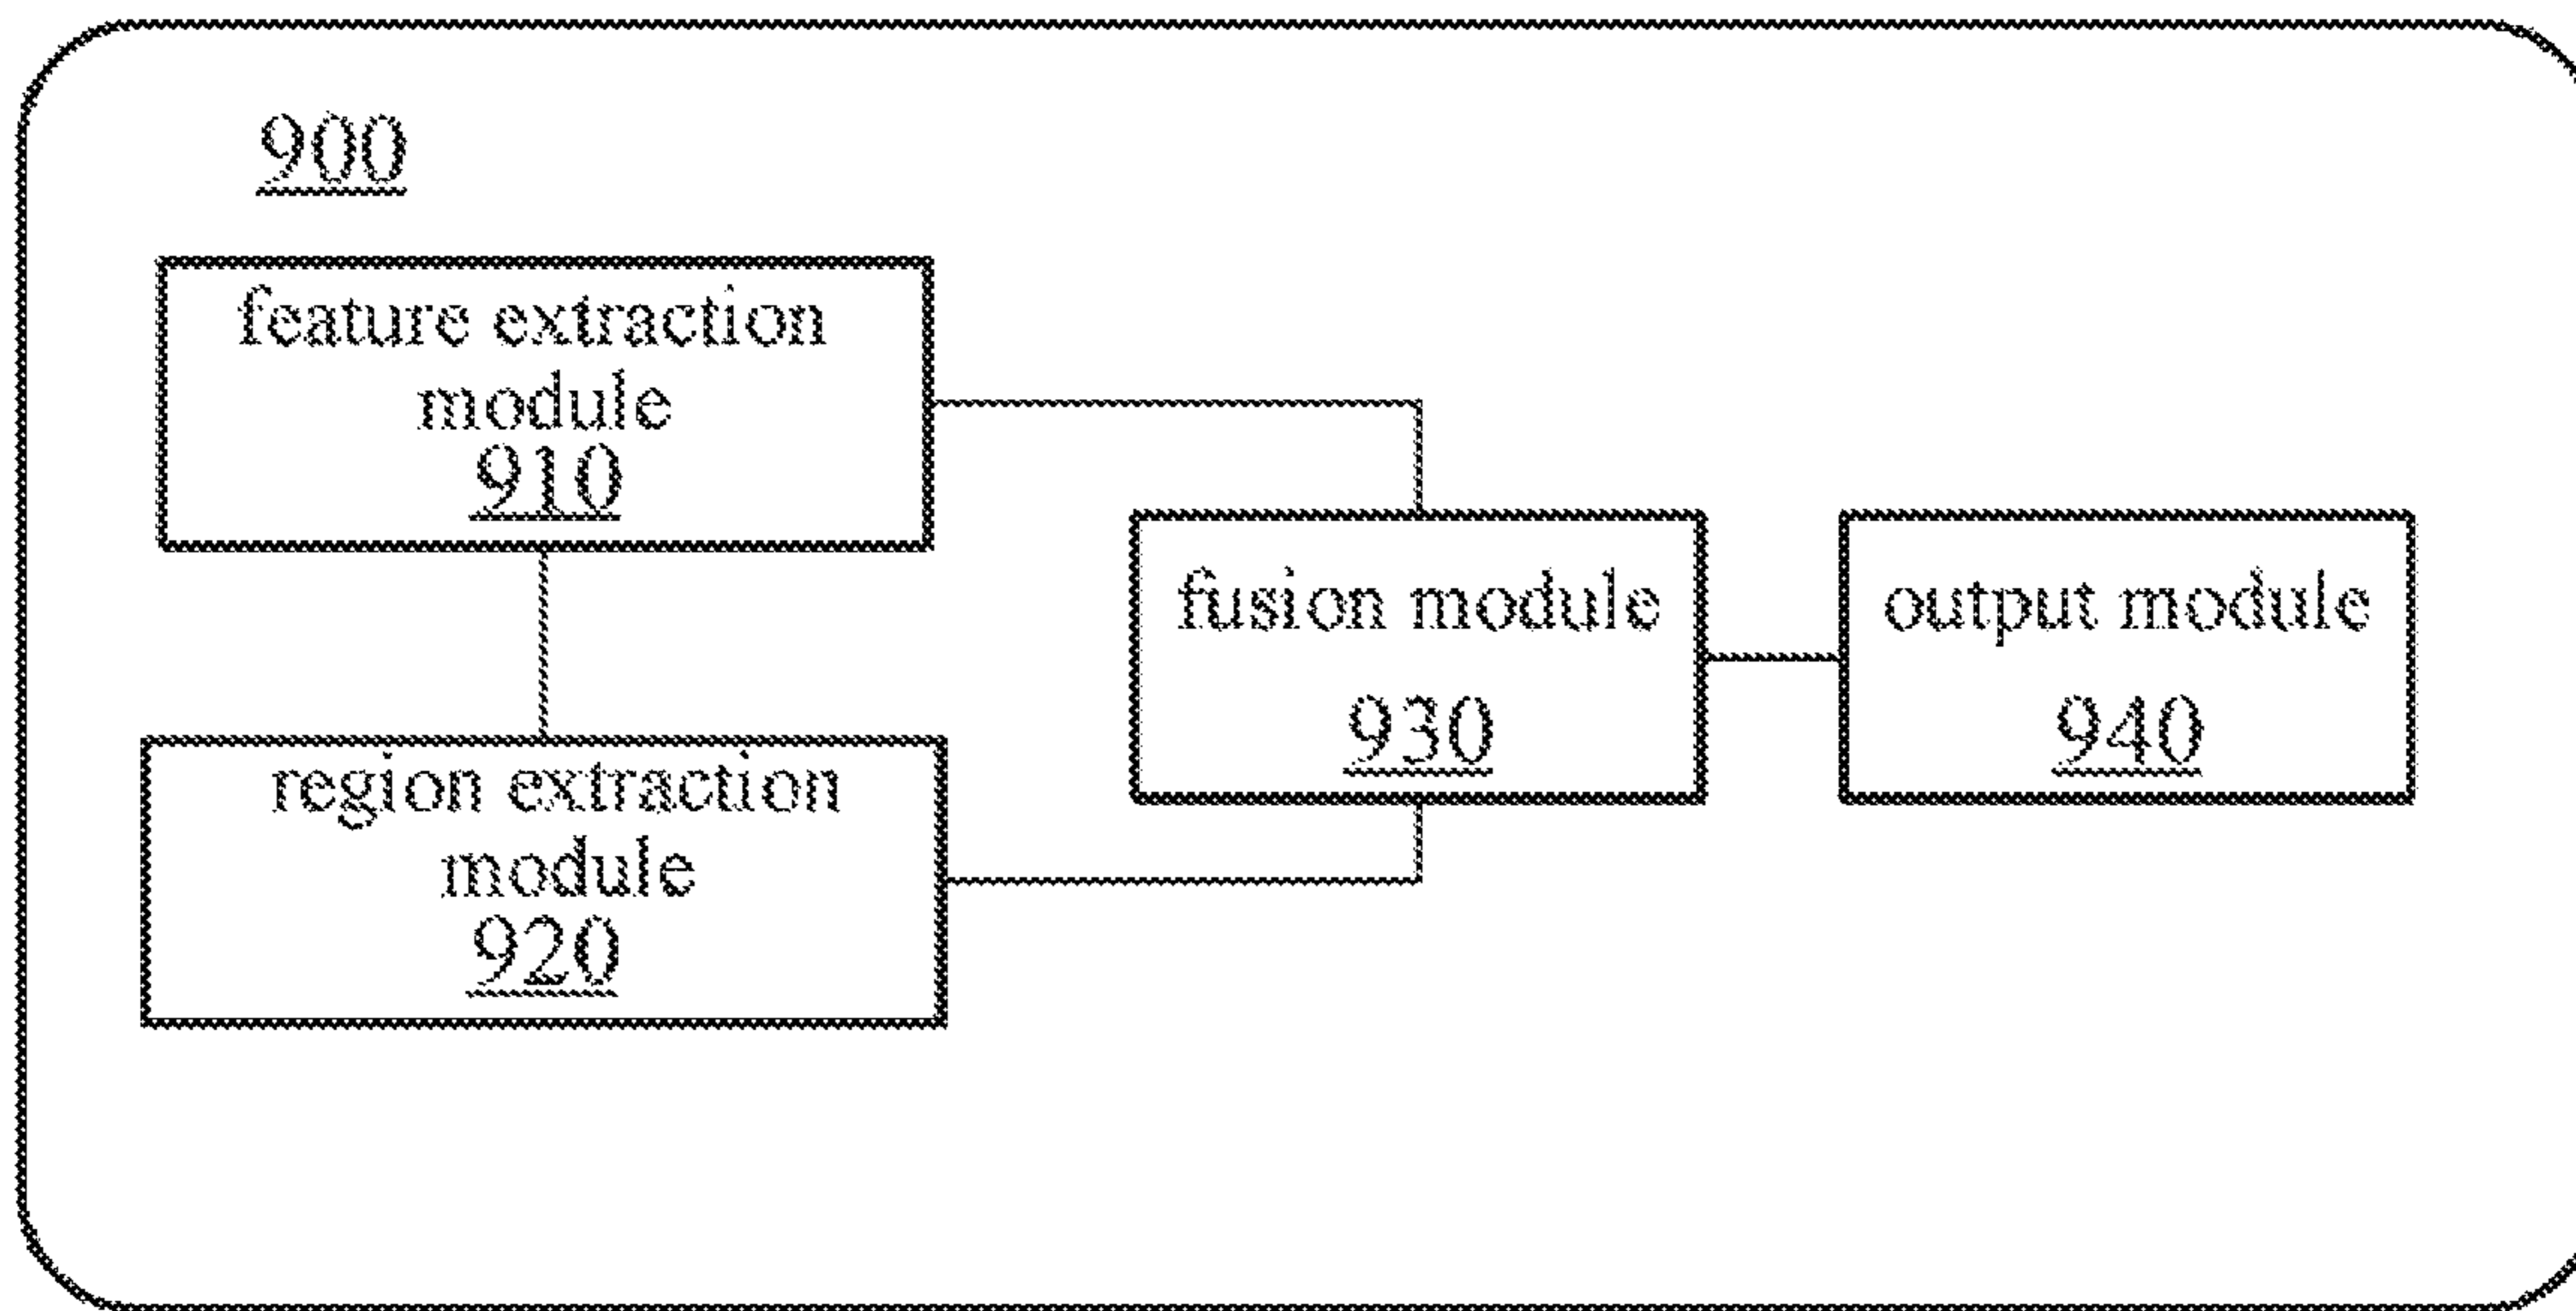 900
feature extraction
module
910
region extraction
module
920
fusion module
930
output module
940